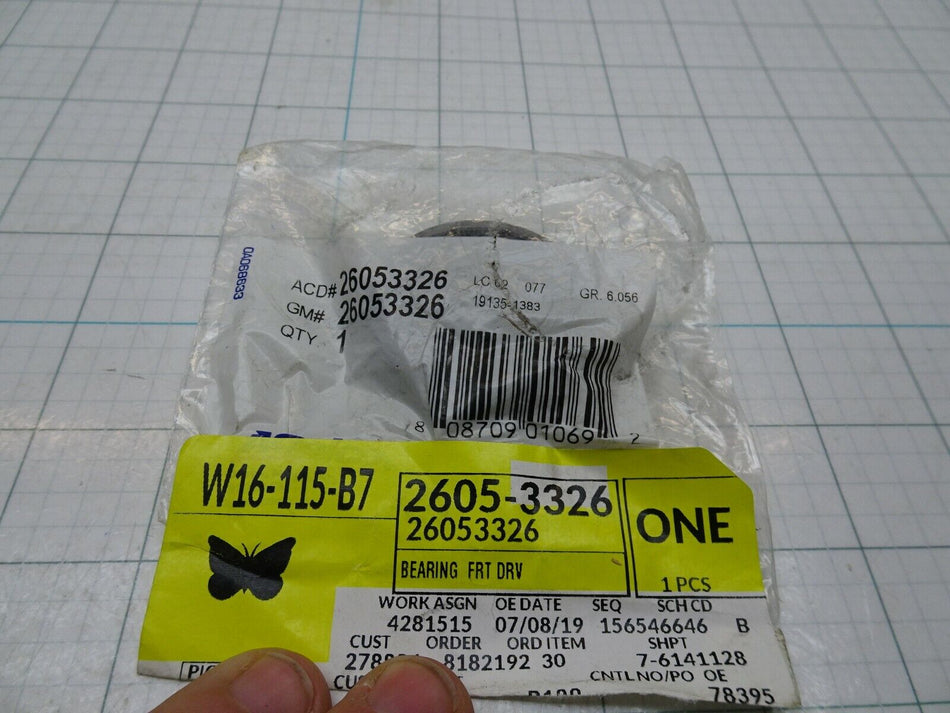 0A068633
ACD# 26053326 LC 02 077 GR. 6.056
GM# 26053326 19135-1383
QTY 1
8 08709 01069 2
W16-115-B7 2605-3326 ONE
26053326
BEARING FRT DRV 1 PCS
WORK ASGN OE DATE SEQ SCH CD
4281515 07/08/19 156546646 B
CUST ORDER ORD ITEM SHPT
8182192 30 7-6141128
CNTL NO/PO OE
78395